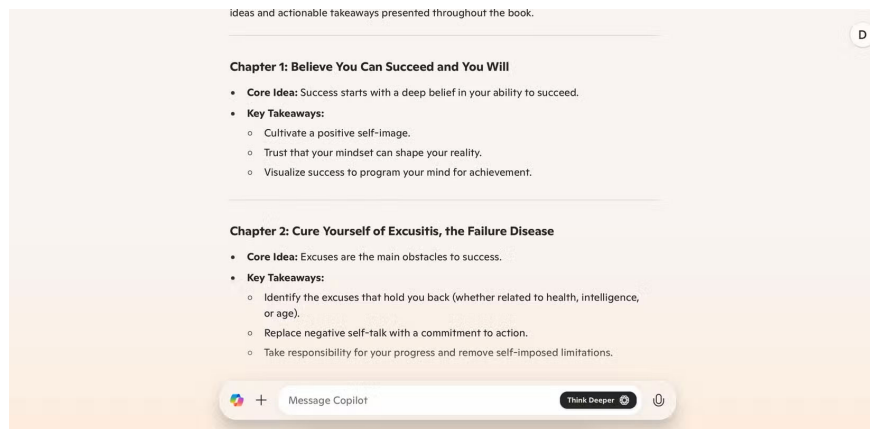 ideas and actionable takeaways presented throughout the book.
D
Chapter 1: Believe You Can Succeed and You Will
• Core Idea: Success starts with a deep belief in your ability to succeed.
• Key Takeaways:
○ Cultivate a positive self-image.
○ Trust that your mindset can shape your reality.
○ Visualize success to program your mind for achievement.
Chapter 2: Cure Yourself of Excusitis, the Failure Disease
• Core Idea: Excuses are the main obstacles to success.
• Key Takeaways:
○ Identify the excuses that hold you back (whether related to health, intelligence,
or age).
○ Replace negative self-talk with a commitment to action.
○ Take responsibility for your progress and remove self-imposed limitations.
Message Copilot
Think Deeper